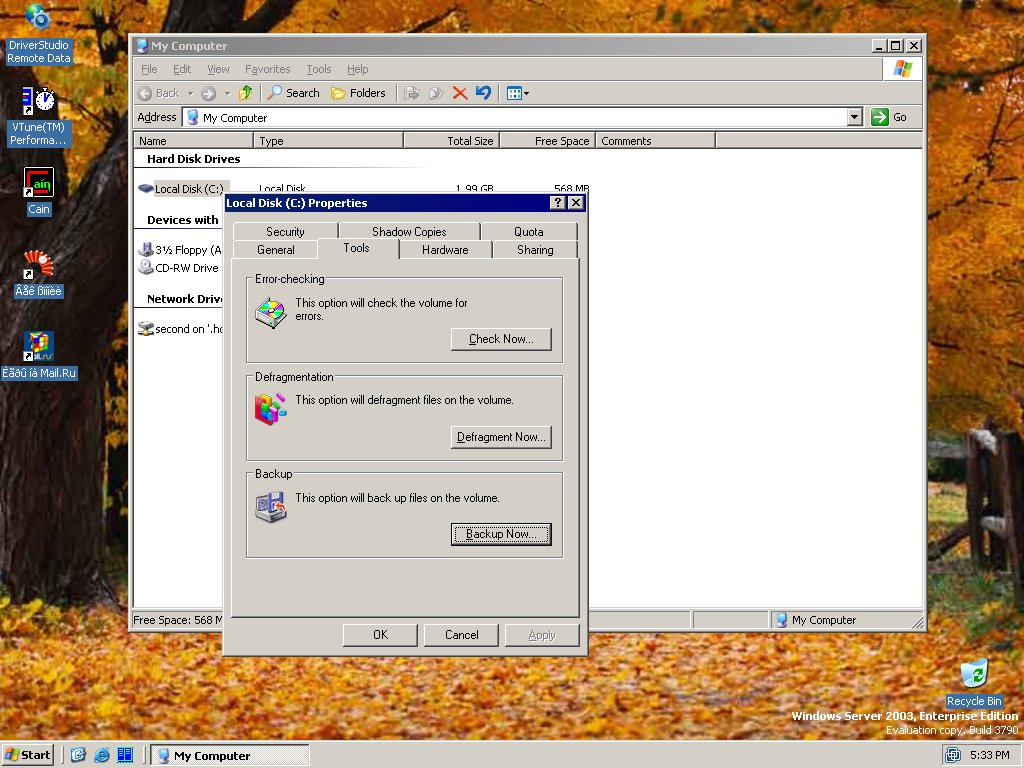 DriverStudio
Remote Data
VTune(TM)
Performa...
Cain
Âåê ßìïèè
Èãðû íà Mail.Ru
My Computer
File Edit View Favorites Tools Help
Back Search Folders
Address My Computer Go
Name Type Total Size Free Space Comments
Hard Disk Drives
Local Disk (C:) Local Disk 1.99 GB 568 MB
Devices with
3½ Floppy (A
CD-RW Drive
Network Driv
second on '.ho
Free Space: 568 M
My Computer
Local Disk (C:) Properties
Security Shadow Copies Quota
General Tools Hardware Sharing
Error-checking
This option will check the volume for
errors.
Check Now...
Defragmentation
This option will defragment files on the volume.
Defragment Now...
Backup
This option will back up files on the volume.
Backup Now...
OK Cancel Apply
Recycle Bin
Windows Server 2003, Enterprise Edition
Evaluation copy. Build 3790
Start My Computer 5:33 PM